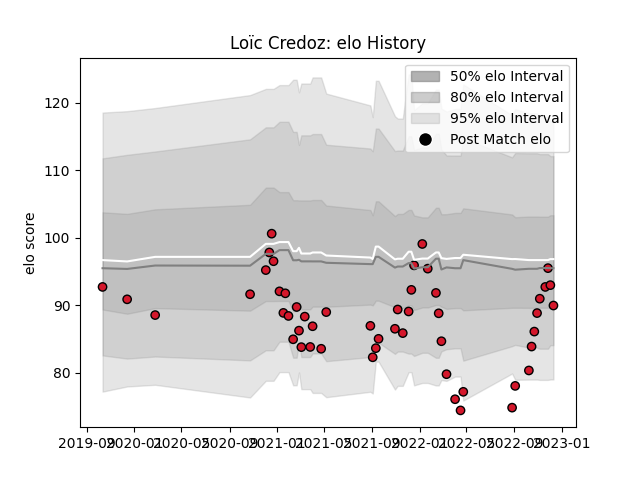 Loïc Credoz: elo History
50% elo Interval
80% elo Interval
95% elo Interval
Post Match elo
elo score
120
110
100
90
80
2019-09 2020-01 2020-05 2020-09 2021-01 2021-05 2021-09 2022-01 2022-05 2022-09 2023-01